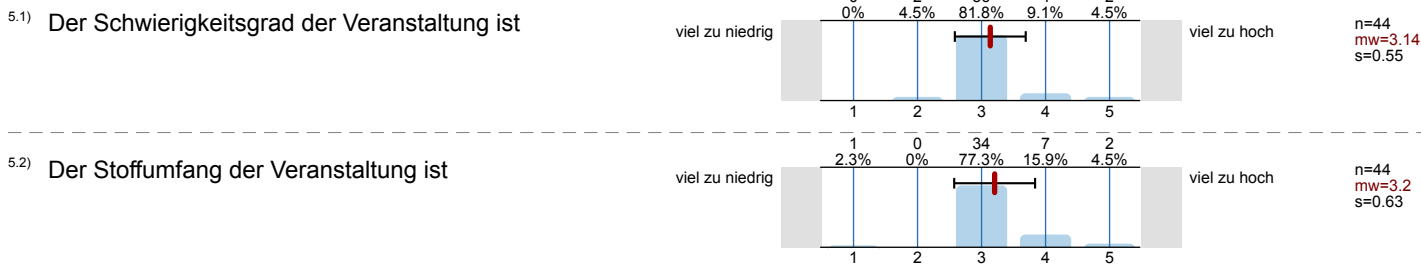 5.1) Der Schwierigkeitsgrad der Veranstaltung ist
0% 4.5% 81.8% 9.1% 4.5%
viel zu niedrig viel zu hoch
n=44
mw=3.14
s=0.55
1 2 3 4 5
5.2) Der Stoffumfang der Veranstaltung ist
1 0 34 7 2
2.3% 0% 77.3% 15.9% 4.5%
viel zu niedrig viel zu hoch
n=44
mw=3.2
s=0.63
1 2 3 4 5